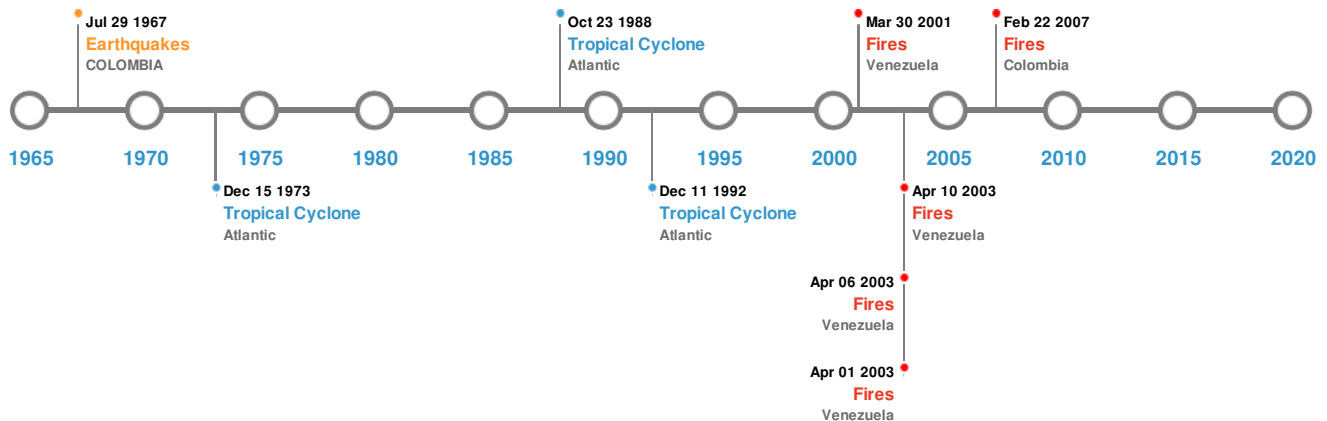 Jul 29 1967
Earthquakes
COLOMBIA
Oct 23 1988
Tropical Cyclone
Atlantic
Mar 30 2001
Fires
Venezuela
Feb 22 2007
Fires
Colombia
1965 1970 1975 1980 1985 1990 1995 2000 2005 2010 2015 2020
Dec 15 1973
Tropical Cyclone
Atlantic
Dec 11 1992
Tropical Cyclone
Atlantic
Apr 10 2003
Fires
Venezuela
Apr 06 2003
Fires
Venezuela
Apr 01 2003
Fires
Venezuela